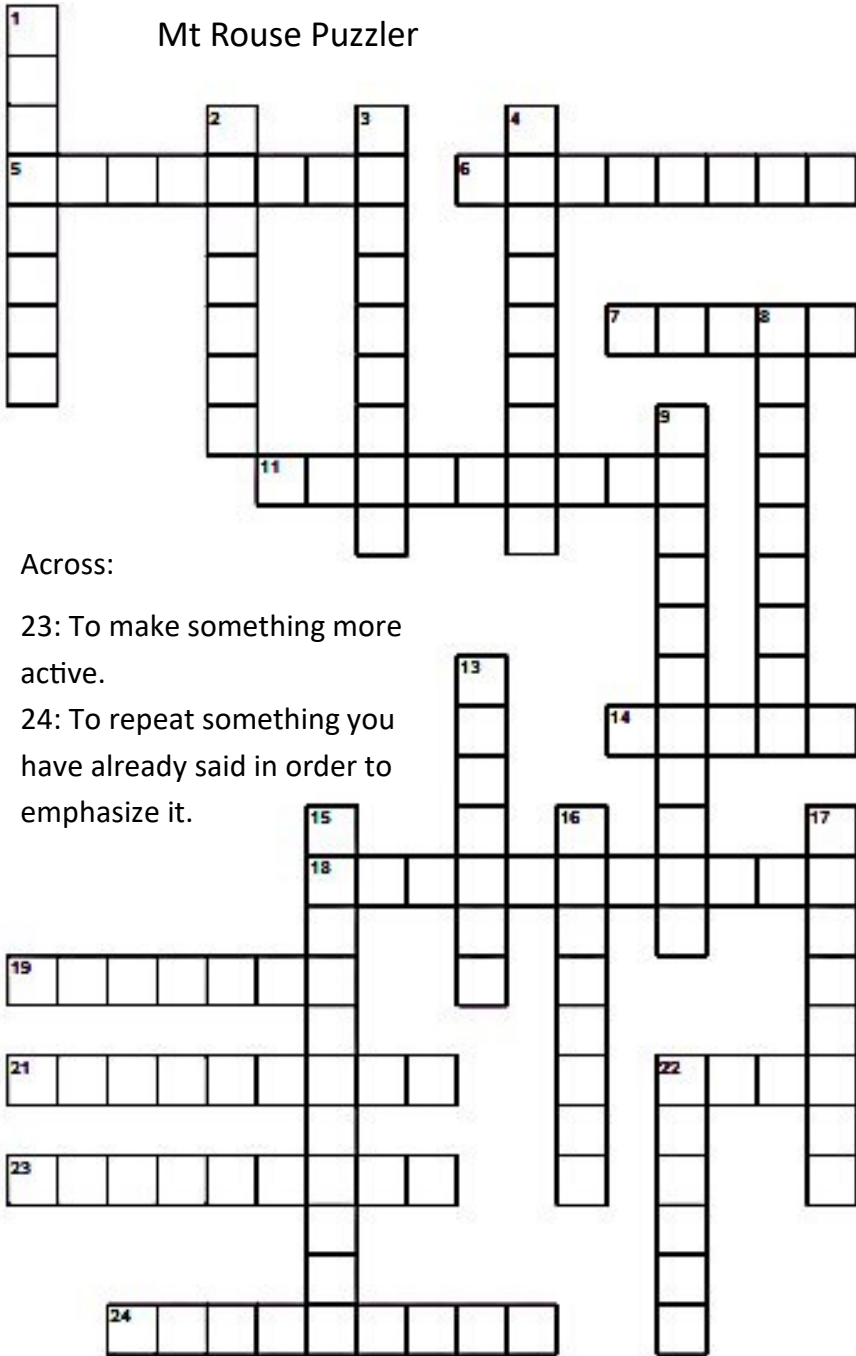 Mt Rouse Puzzler
1
2 3 4
5 6
7 8
9
11
Across:
23: To make something more
active.
24: To repeat something you
have already said in order to
emphasize it.
13
14
15 16 17
18
19
21 22
23
24